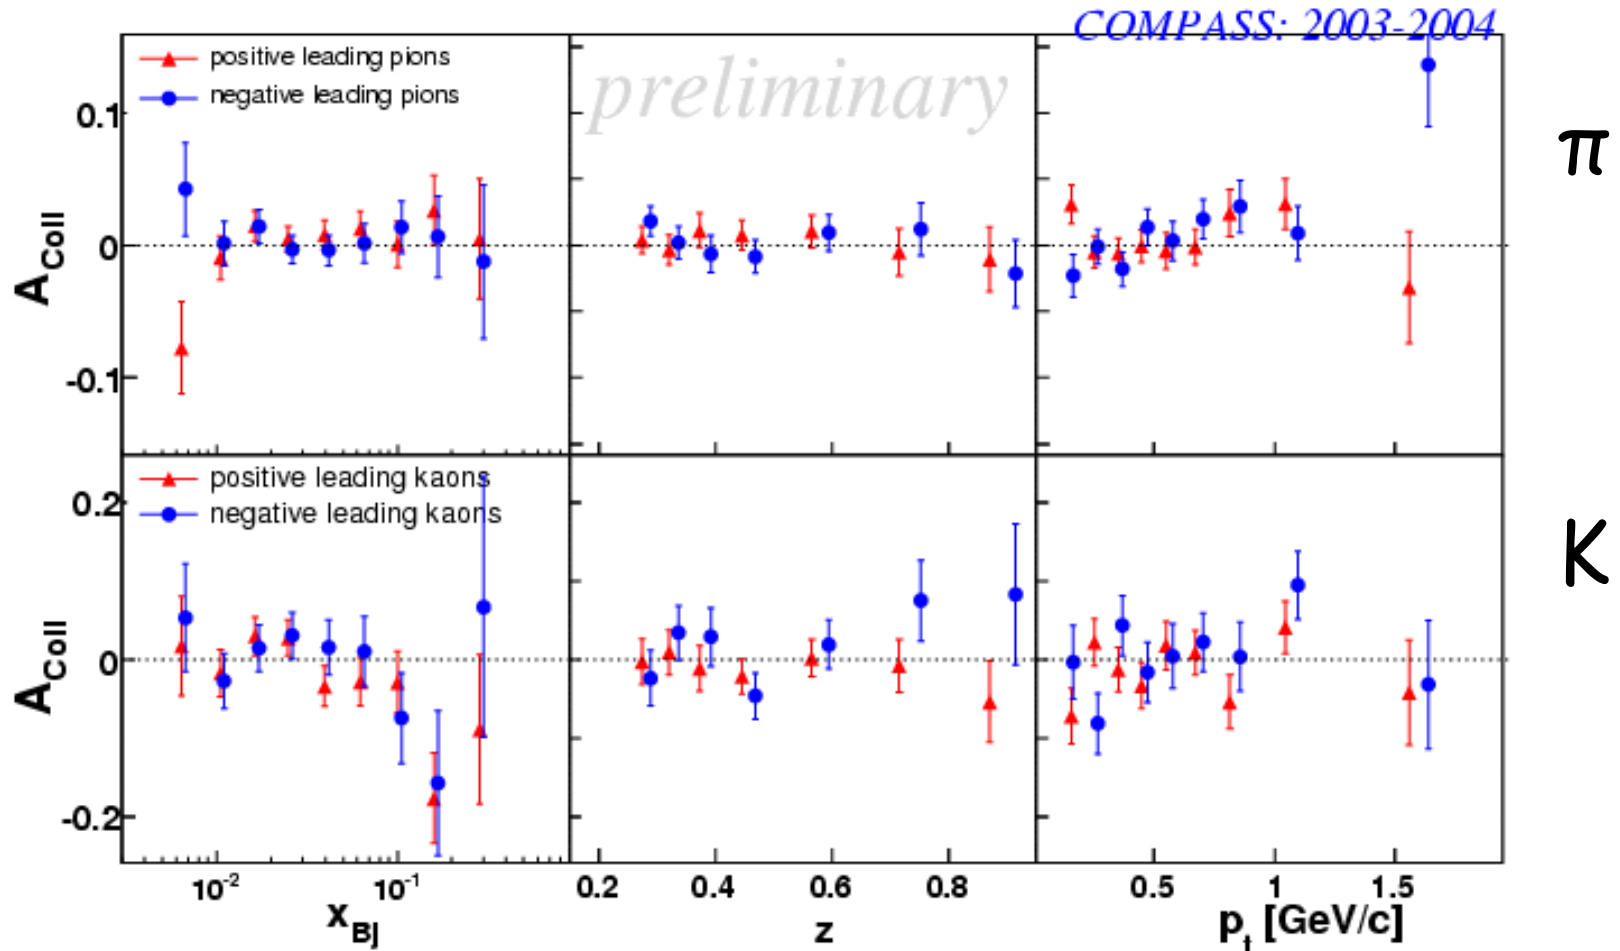 COMPASS: 2003-2004
positive leading pions
negative leading pions
preliminary
π
0.1
0
-0.1
A_Coll
positive leading kaons
negative leading kaons
K
0.2
0
-0.2
A_Coll
10^-2 10^-1 0.2 0.4 0.6 0.8 0.5 1 1.5
x_Bj z p_t [GeV/c]